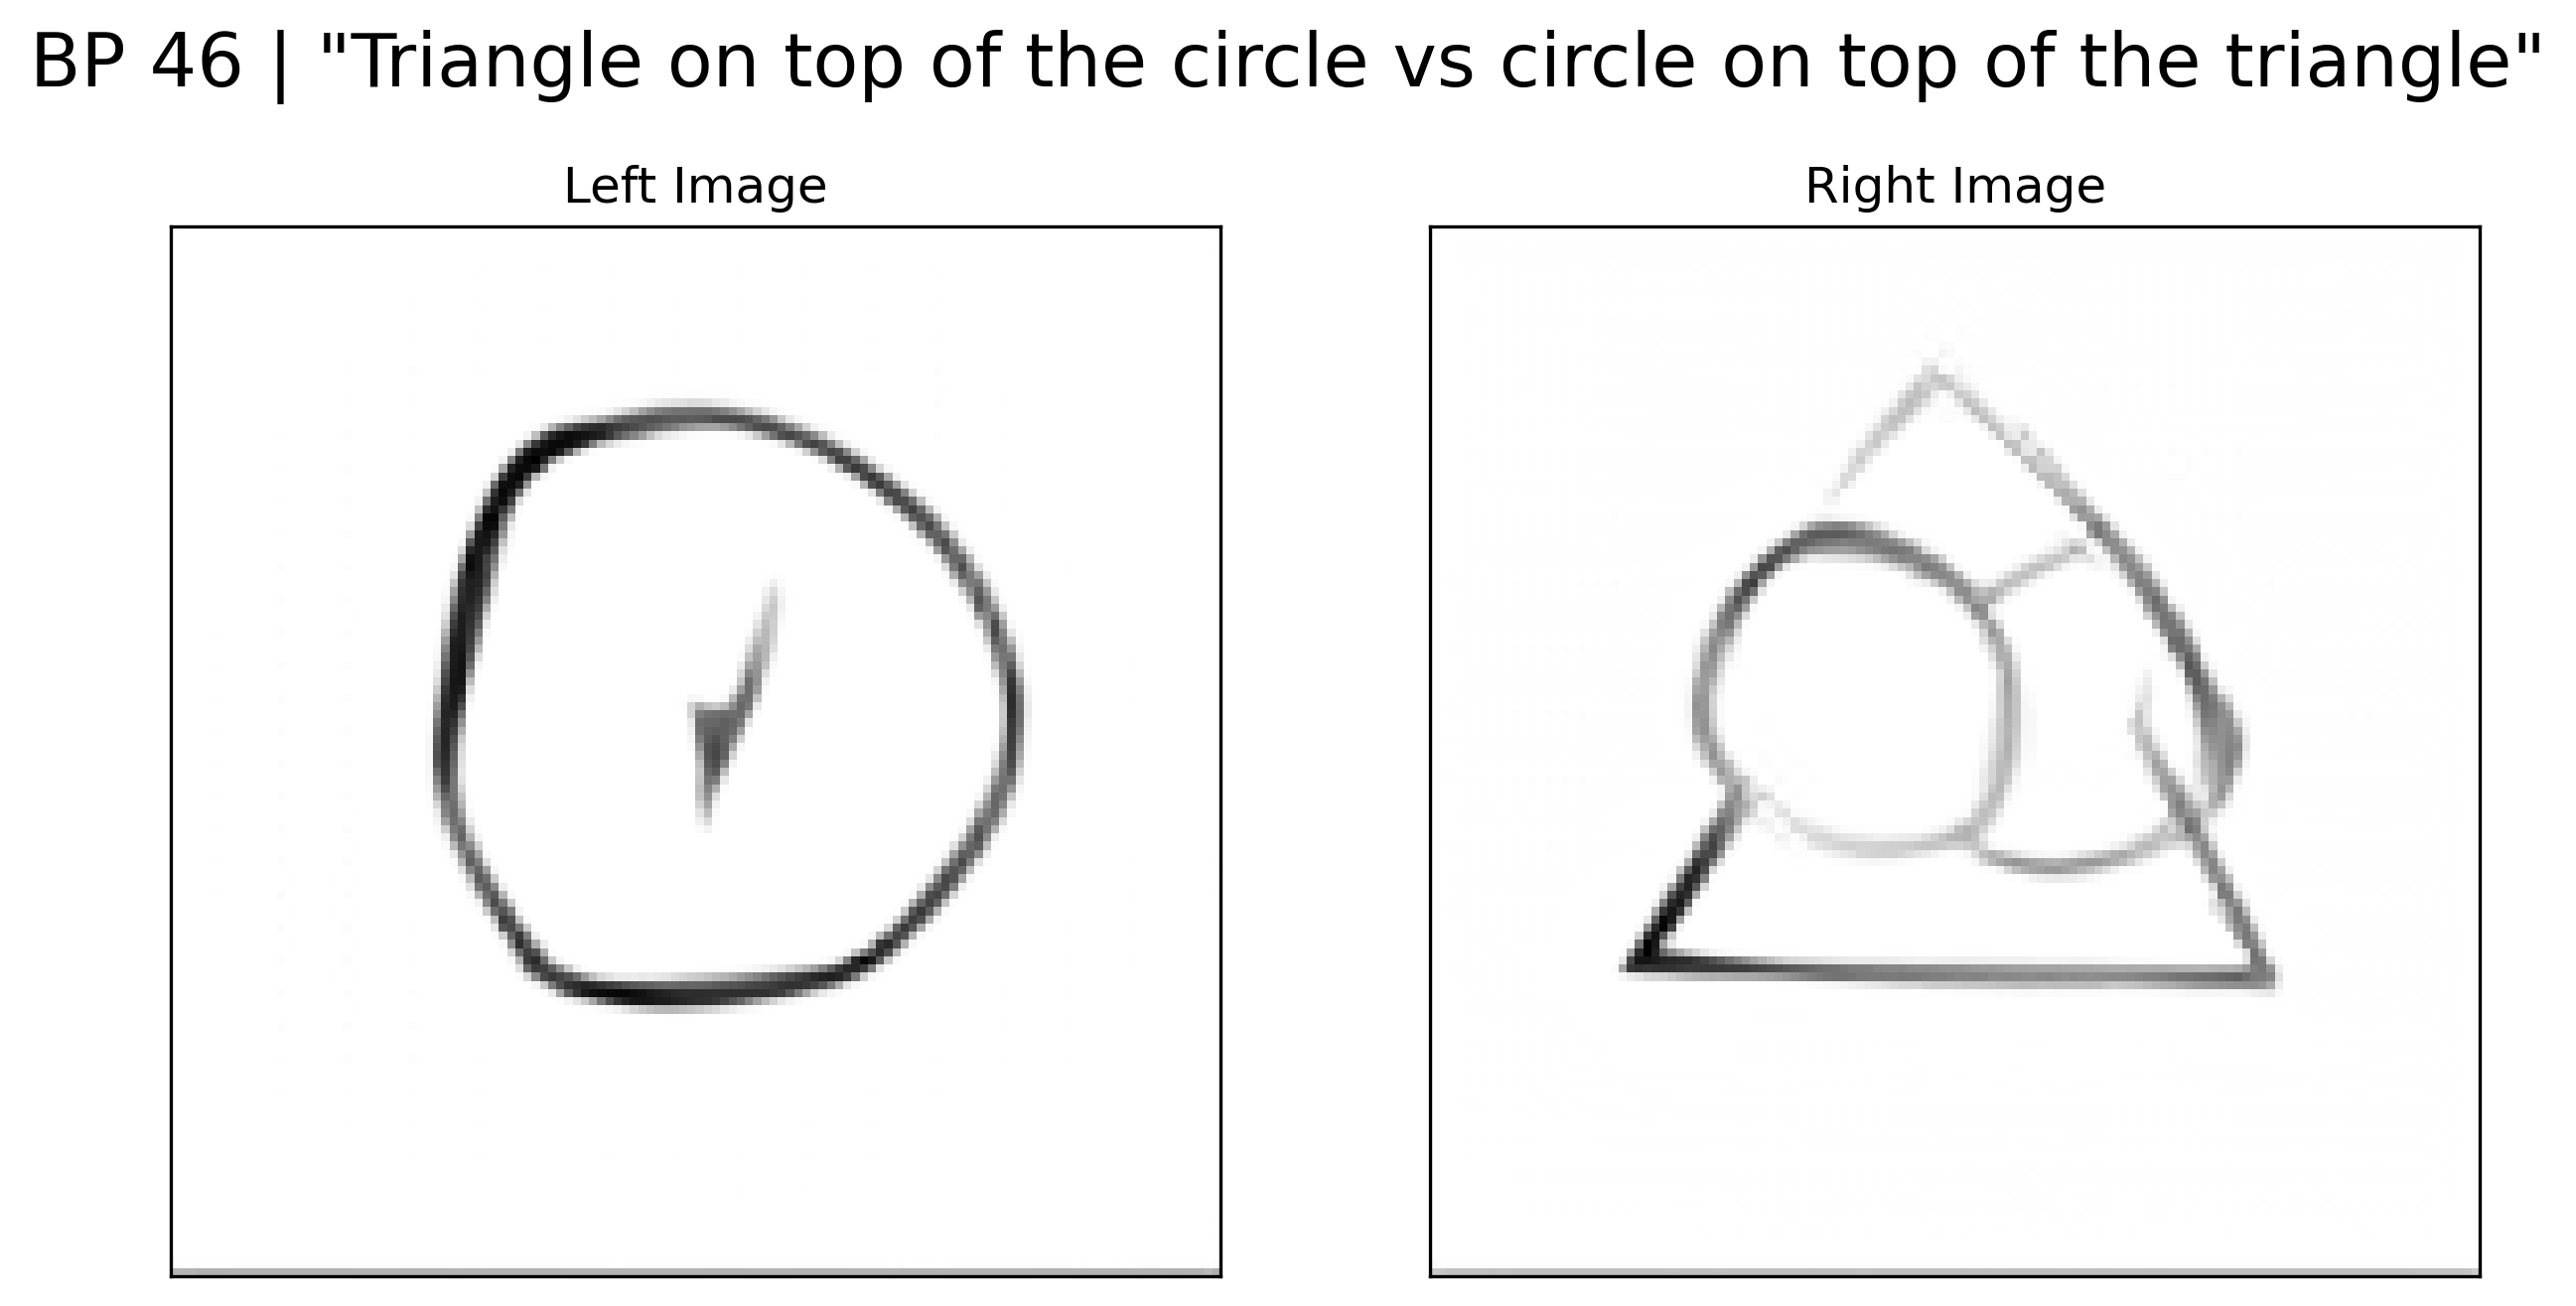 BP 46 | "Triangle on top of the circle vs circle on top of the triangle"
Left Image
Right Image